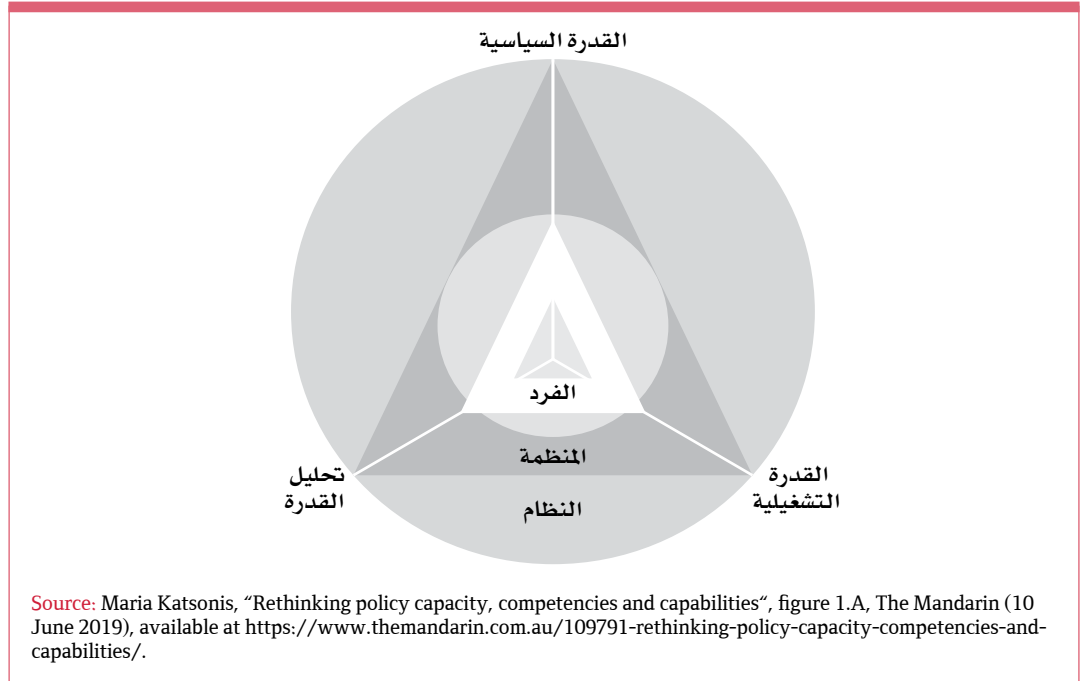 القدرة السياسية
الفرد
المنظمة
القدرة
التشغيلية
تحليل
القدرة
النظام
Source: Maria Katsonis, “Rethinking policy capacity, competencies and capabilities“, figure 1.A, The Mandarin (10
June 2019), available at https://www.themandarin.com.au/109791-rethinking-policy-capacity-competencies-and-
capabilities/.